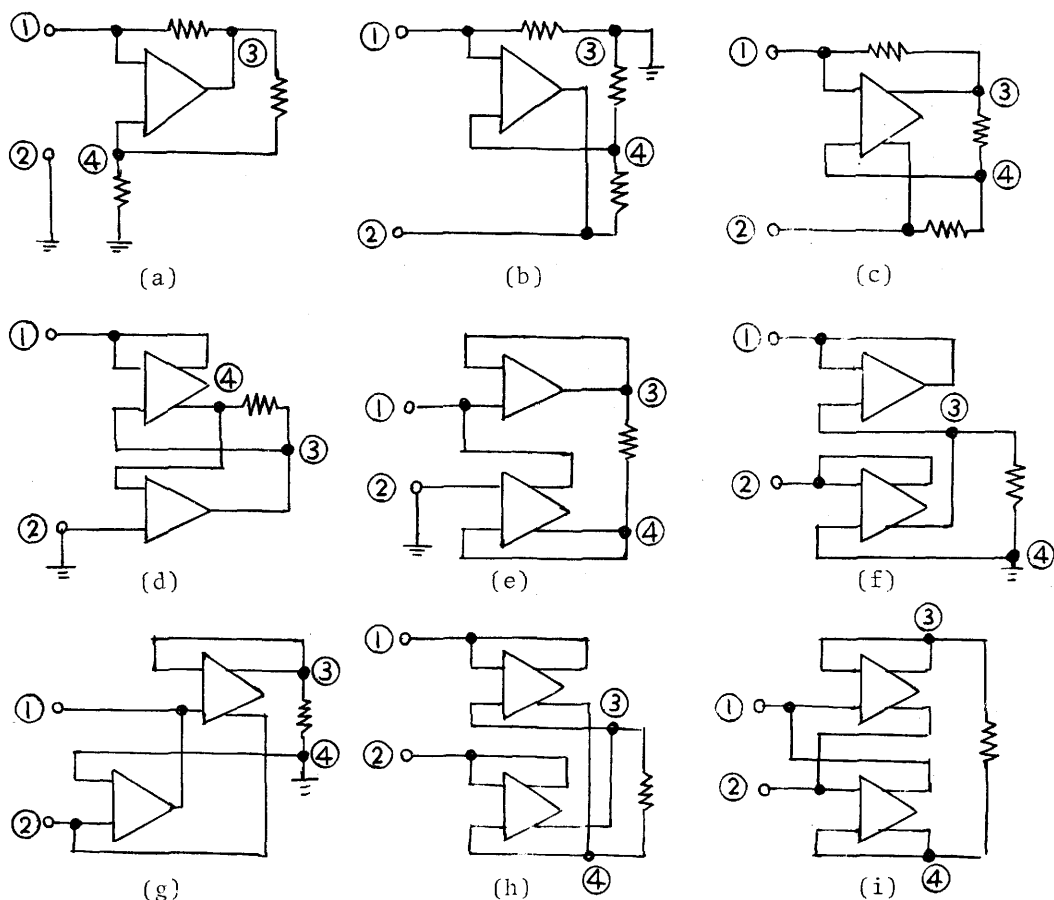 ① ③ ④ ②
① ③ ④ ②
① ③ ④ ②
(a) (b) (c)
① ④ ③ ②
① ③ ② ④
① ③ ② ④
(d) (e) (f)
① ③ ④ ②
① ③ ② ④
③ ① ② ④
(g) (h) (i)